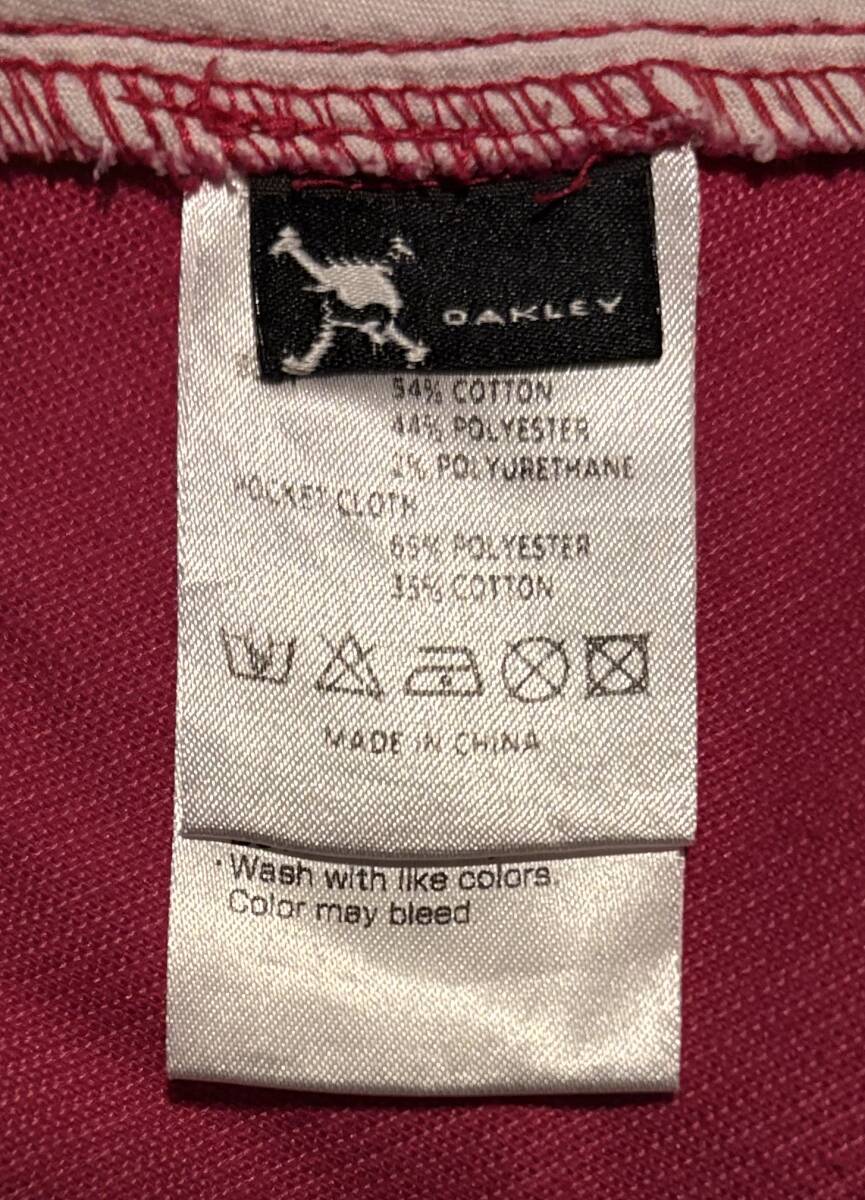 OAKLEY
54% COTTON
44% POLYESTER
2% POLYURETHANE
POCKET CLOTH
65% POLYESTER
35% COTTON
MADE IN CHINA
· Wash with like colors.
Color may bleed